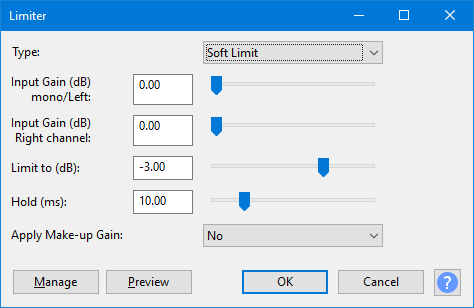 Limiter
Type: Soft Limit
Input Gain (dB)
mono/Left: 0.00
Input Gain (dB)
Right channel: 0.00
Limit to (dB): -3.00
Hold (ms): 10.00
Apply Make-up Gain: No
Manage Preview OK Cancel ?